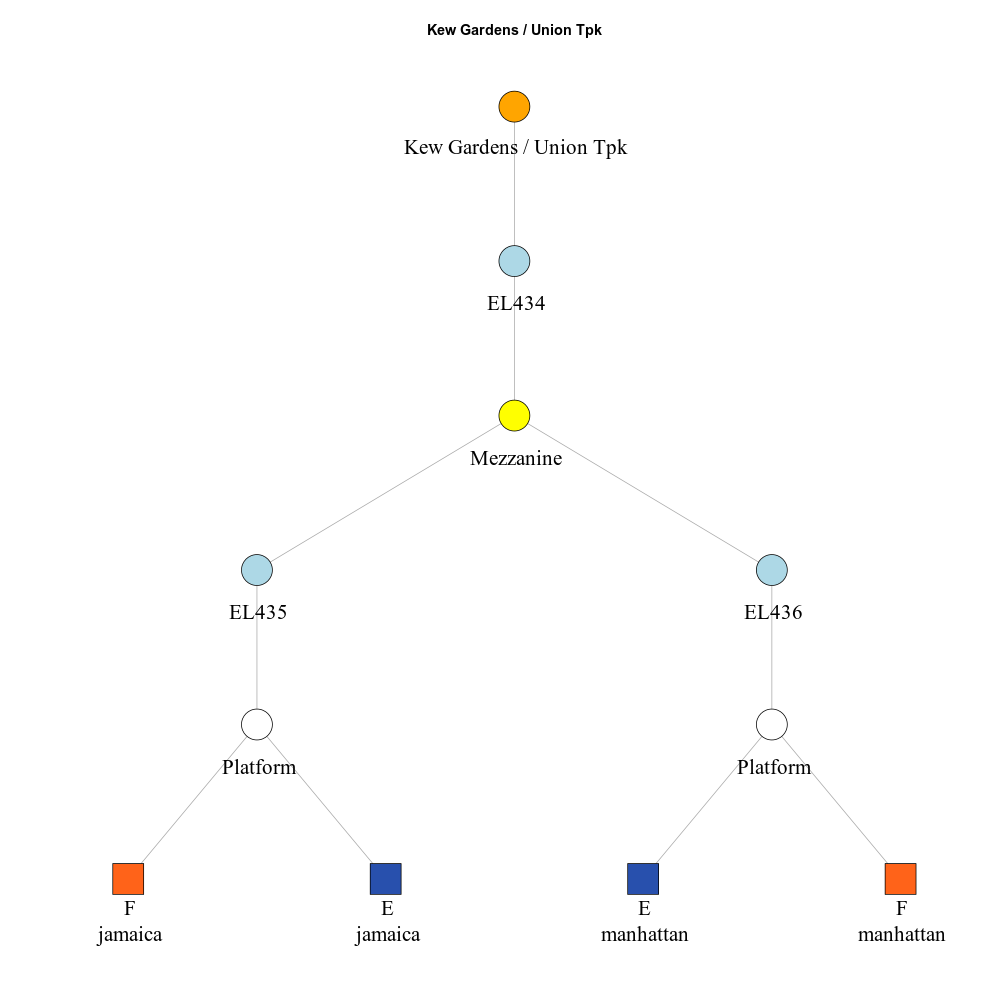 Kew Gardens / Union Tpk
Kew Gardens / Union Tpk
EL434
Mezzanine
EL435
EL436
Platform
Platform
F
jamaica
E
jamaica
E
manhattan
F
manhattan